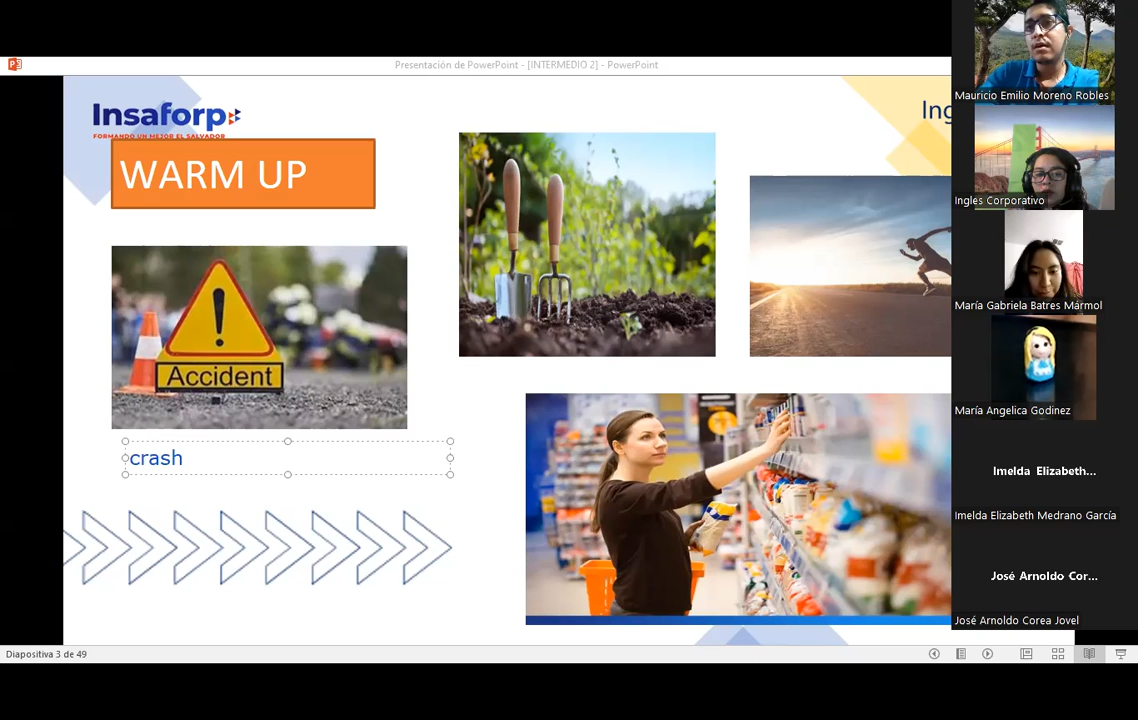 Presentación de PowerPoint - [INTERMEDIO 2] - PowerPoint
Insaforp
FORMANDO UN MEJOR EL SALVADOR
Ing
WARM UP
Accident
crash
Mauricio Emilio Moreno Robles
Ingles Corporativo
María Gabriela Batres Mármol
María Angelica Godinez
Imelda Elizabeth...
Imelda Elizabeth Medrano García
José Arnoldo Cor...
José Arnoldo Corea Jovel
Diapositiva 3 de 49